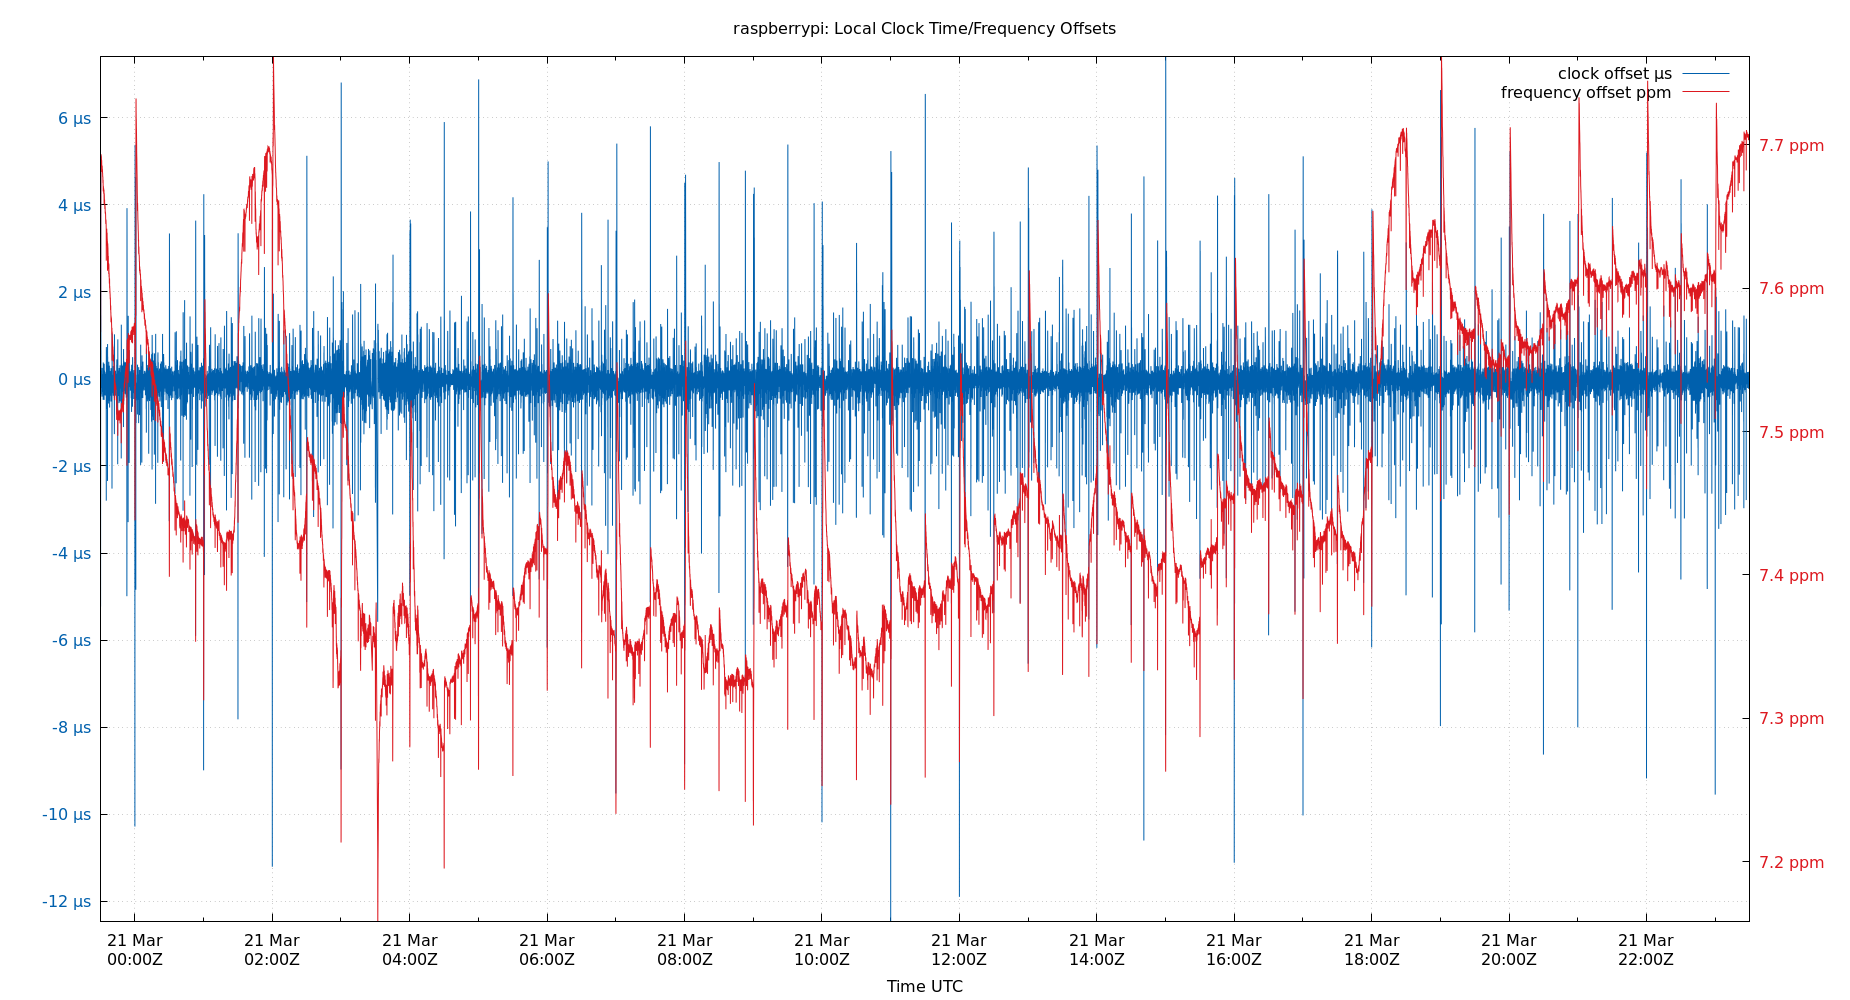 raspberrypi: Local Clock Time/Frequency Offsets
clock offset µs
frequency offset ppm
6 µs
4 µs
2 µs
0 µs
-2 µs
-4 µs
-6 µs
-8 µs
-10 µs
-12 µs
7.7 ppm
7.6 ppm
7.5 ppm
7.4 ppm
7.3 ppm
7.2 ppm
21 Mar 21 Mar 21 Mar 21 Mar 21 Mar 21 Mar 21 Mar 21 Mar 21 Mar 21 Mar 21 Mar 21 Mar
00:00Z 02:00Z 04:00Z 06:00Z 08:00Z 10:00Z 12:00Z 14:00Z 16:00Z 18:00Z 20:00Z 22:00Z
Time UTC